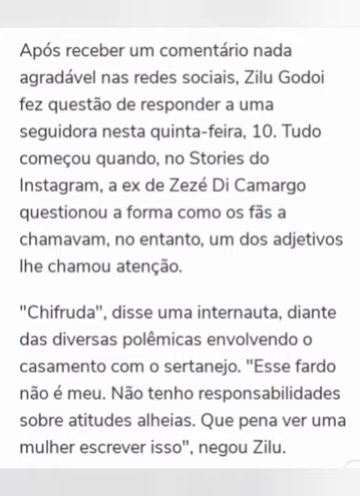 Após receber um comentário nada
agradável nas redes sociais, Zilu Godoi
fez questão de responder a uma
seguidora nesta quinta-feira, 10. Tudo
começou quando, no Stories do
Instagram, a ex de Zezé Di Camargo
questionou a forma como os fãs a
chamavam, no entanto, um dos adjetivos
lhe chamou atenção.
"Chifruda", disse uma internauta, diante
das diversas polêmicas envolvendo o
casamento com o sertanejo. "Esse fardo
não é meu. Não tenho responsabilidades
sobre atitudes alheias. Que pena ver uma
mulher escrever isso", negou Zilu.